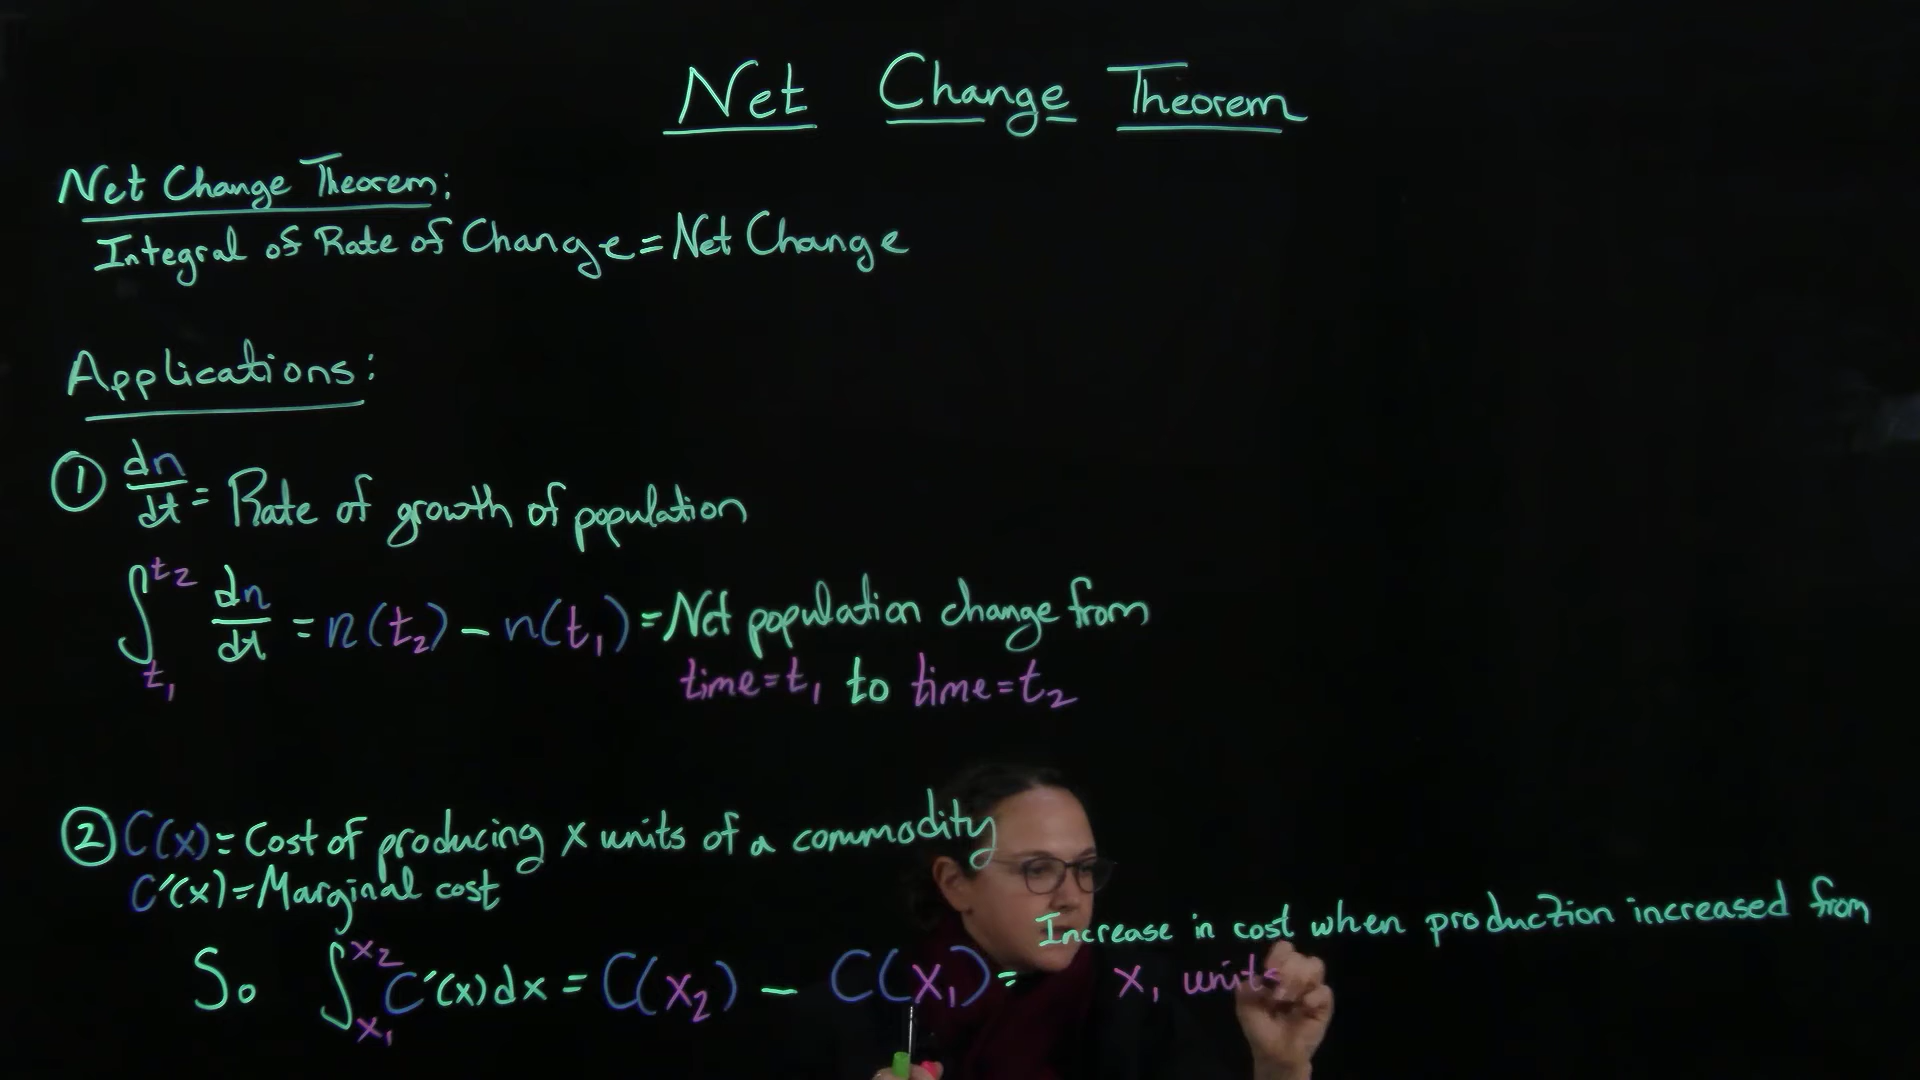 Net Change Theorem
Net Change Theorem:
Integral of Rate of Change = Net Change
Applications:
① dn/dt = Rate of growth of population
∫_{t₁}^{t₂} dn/dt = n(t₂) - n(t₁) = Net population change from
time = t₁ to time = t₂
② C(x) = Cost of producing x units of a commodity
C'(x) = Marginal cost
Increase in cost when production increased from
So ∫_{x₁}^{x₂} C'(x) dx = C(x₂) - C(x₁) = x₁ units